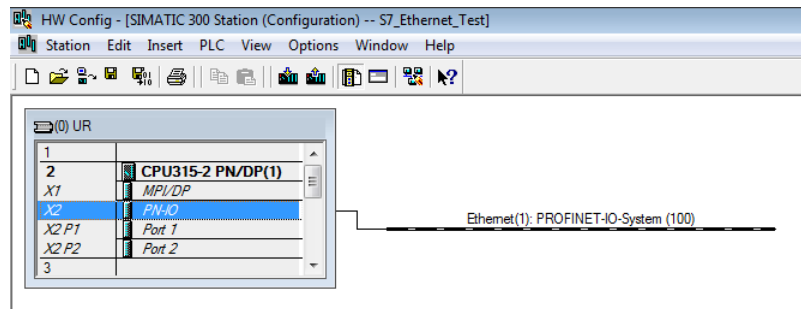 HW Config - [SIMATIC 300 Station (Configuration) -- S7_Ethernet_Test]
Station Edit Insert PLC View Options Window Help
(0) UR
1
2 CPU315-2 PN/DP(1)
X1 MPI/DP
X2 PN-IO
X2 P1 Port 1
X2 P2 Port 2
3
Ethernet(1): PROFINET-IO-System (100)